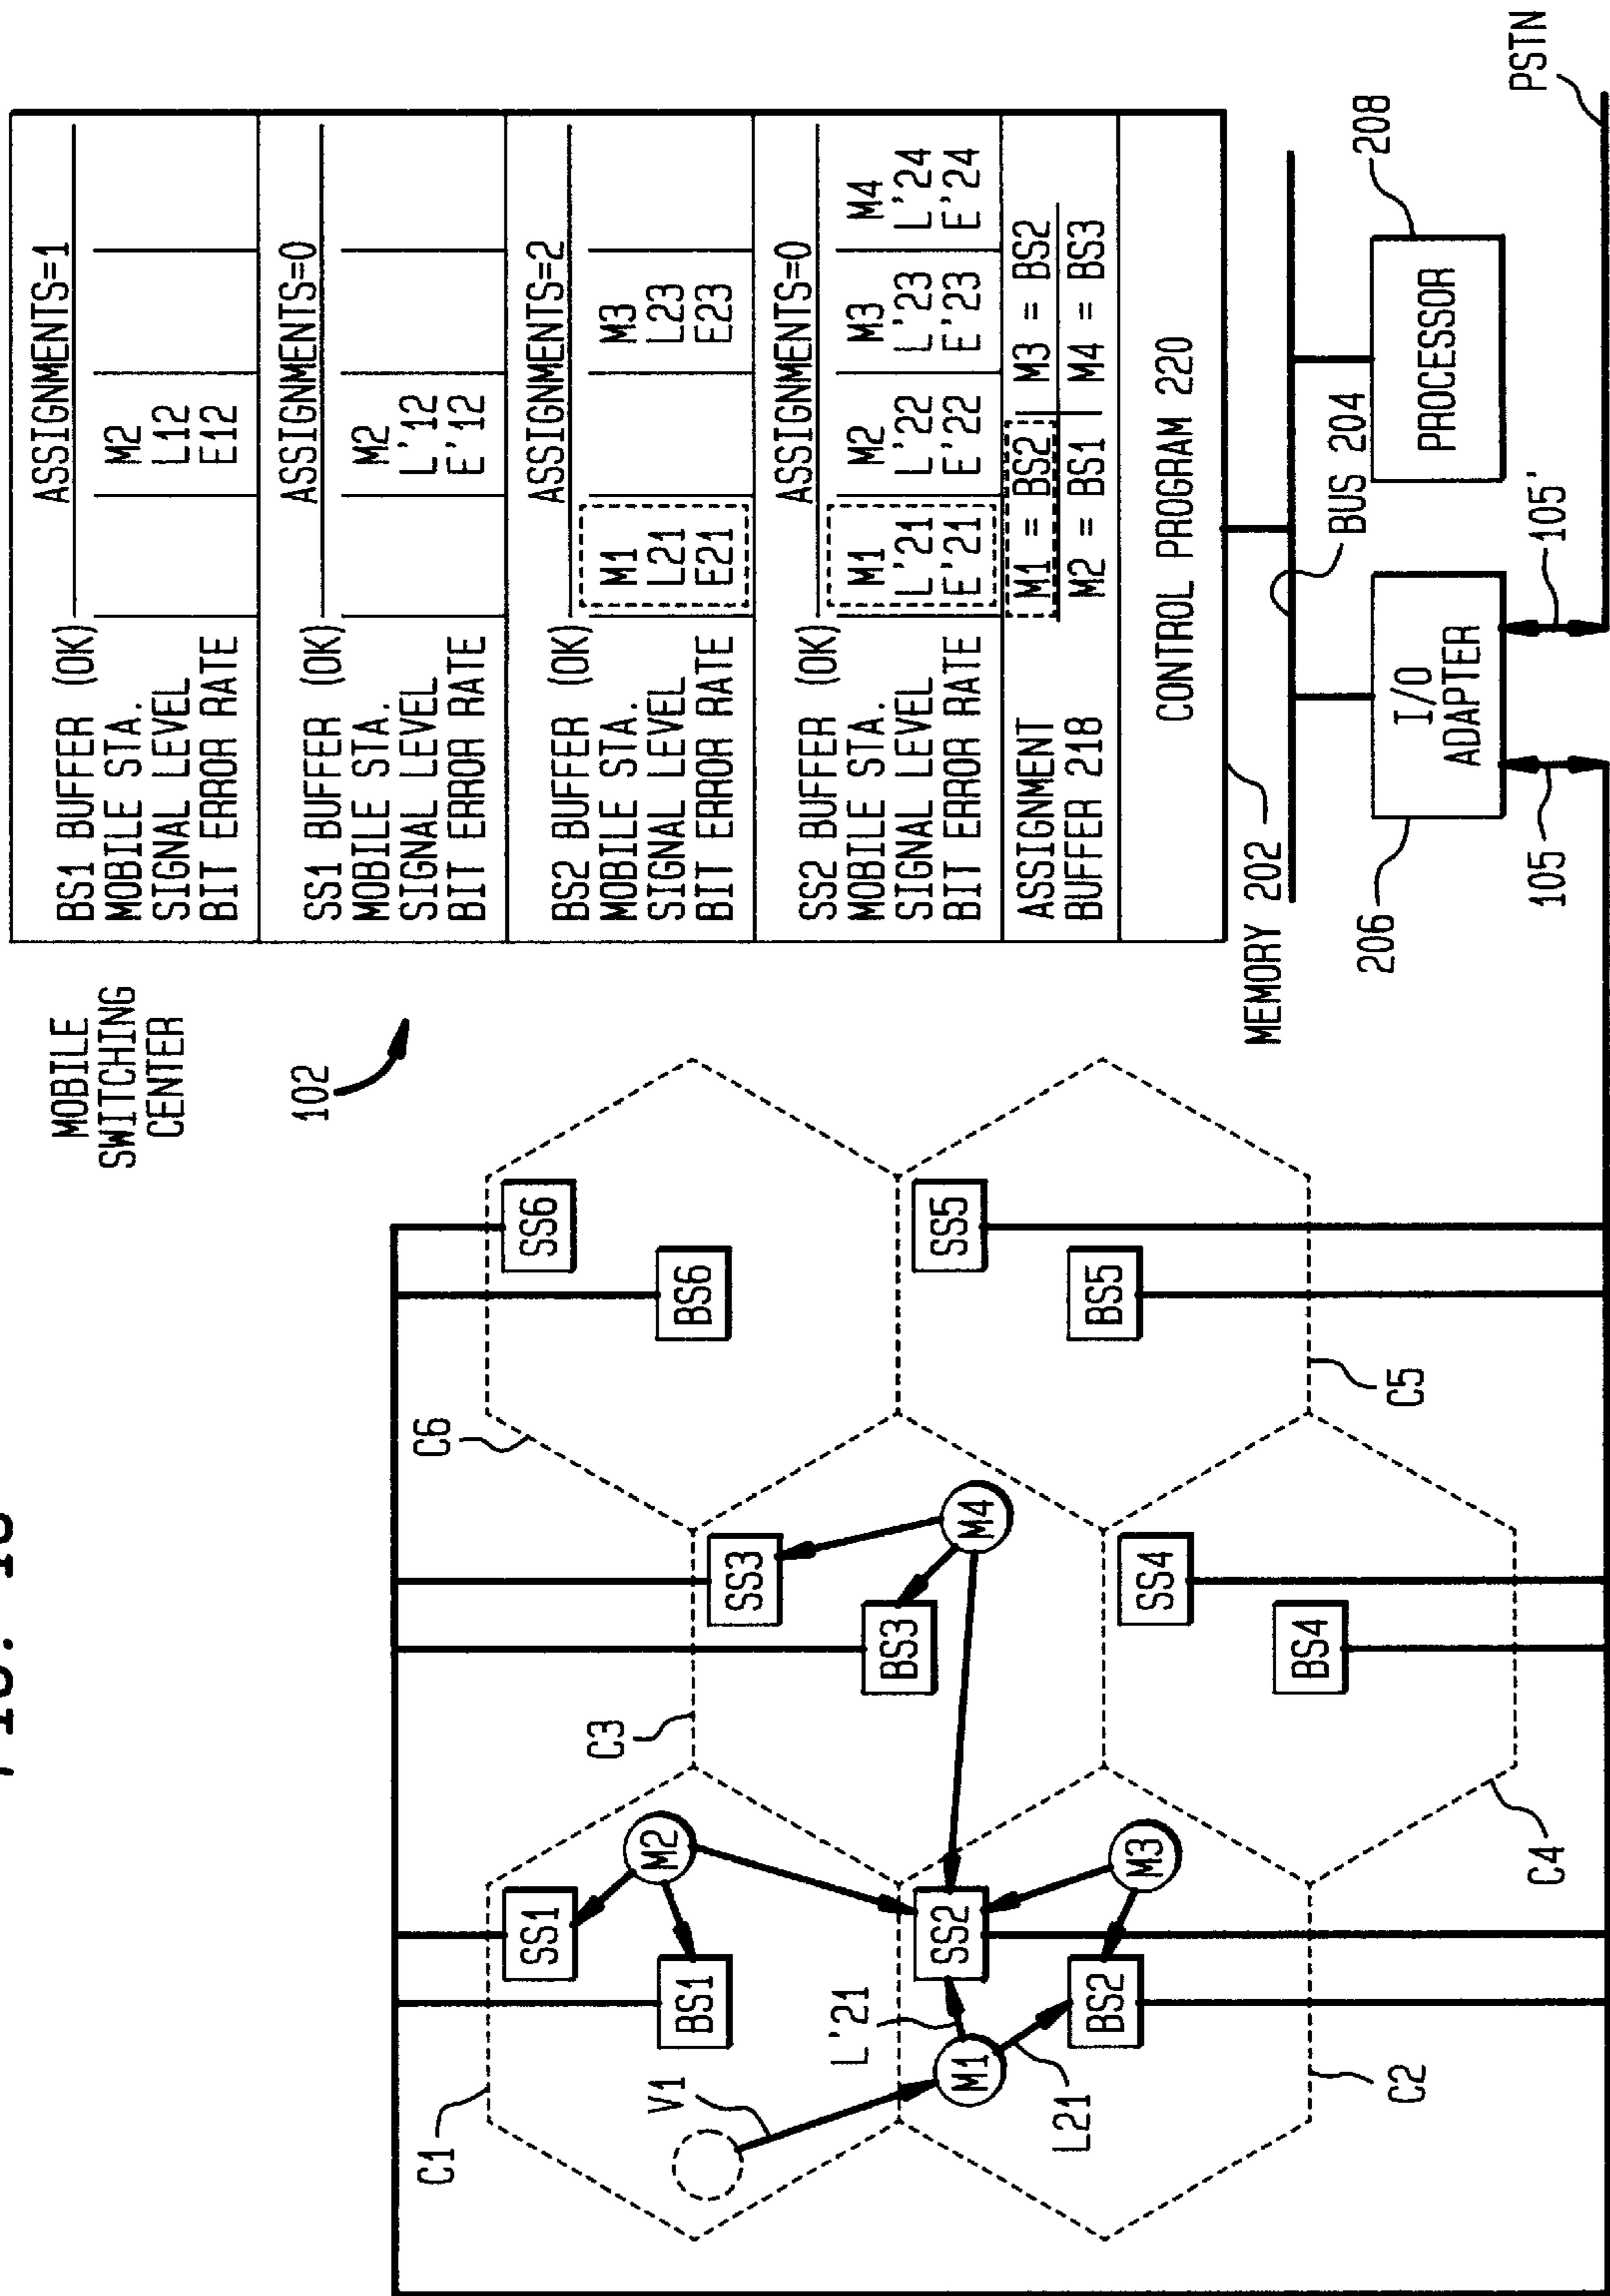 MOBILE
SWITCHING
CENTER
102
BS1 BUFFER (OK) ASSIGNMENTS=1
MOBILE STA. M2
SIGNAL LEVEL L12
BIT ERROR RATE E12
SS1 BUFFER (OK) ASSIGNMENTS=0
MOBILE STA. M2
SIGNAL LEVEL L'12
BIT ERROR RATE E'12
BS2 BUFFER (OK) ASSIGNMENTS=2
MOBILE STA. M1 M3
SIGNAL LEVEL L21 L23
BIT ERROR RATE E21 E23
SS2 BUFFER (OK) ASSIGNMENTS=0
MOBILE STA. M1 M2 M3 M4
SIGNAL LEVEL L'21 L'22 L'23 L'24
BIT ERROR RATE E'21 E'22 E'23 E'24
ASSIGNMENT M1 = BS2 M3 = BS2
BUFFER 218 M2 = BS1 M4 = BS3
CONTROL PROGRAM 220
MEMORY 202
BUS 204
206
I/O
ADAPTER
PROCESSOR
208
105
105'
PSTN
C1
V1
SS1
BS1
M2
L'21
M1
L21
SS2
BS2
M3
C2
C3
SS3
BS3
M4
SS4
BS4
C4
C6
SS6
BS6
SS5
BS5
C5